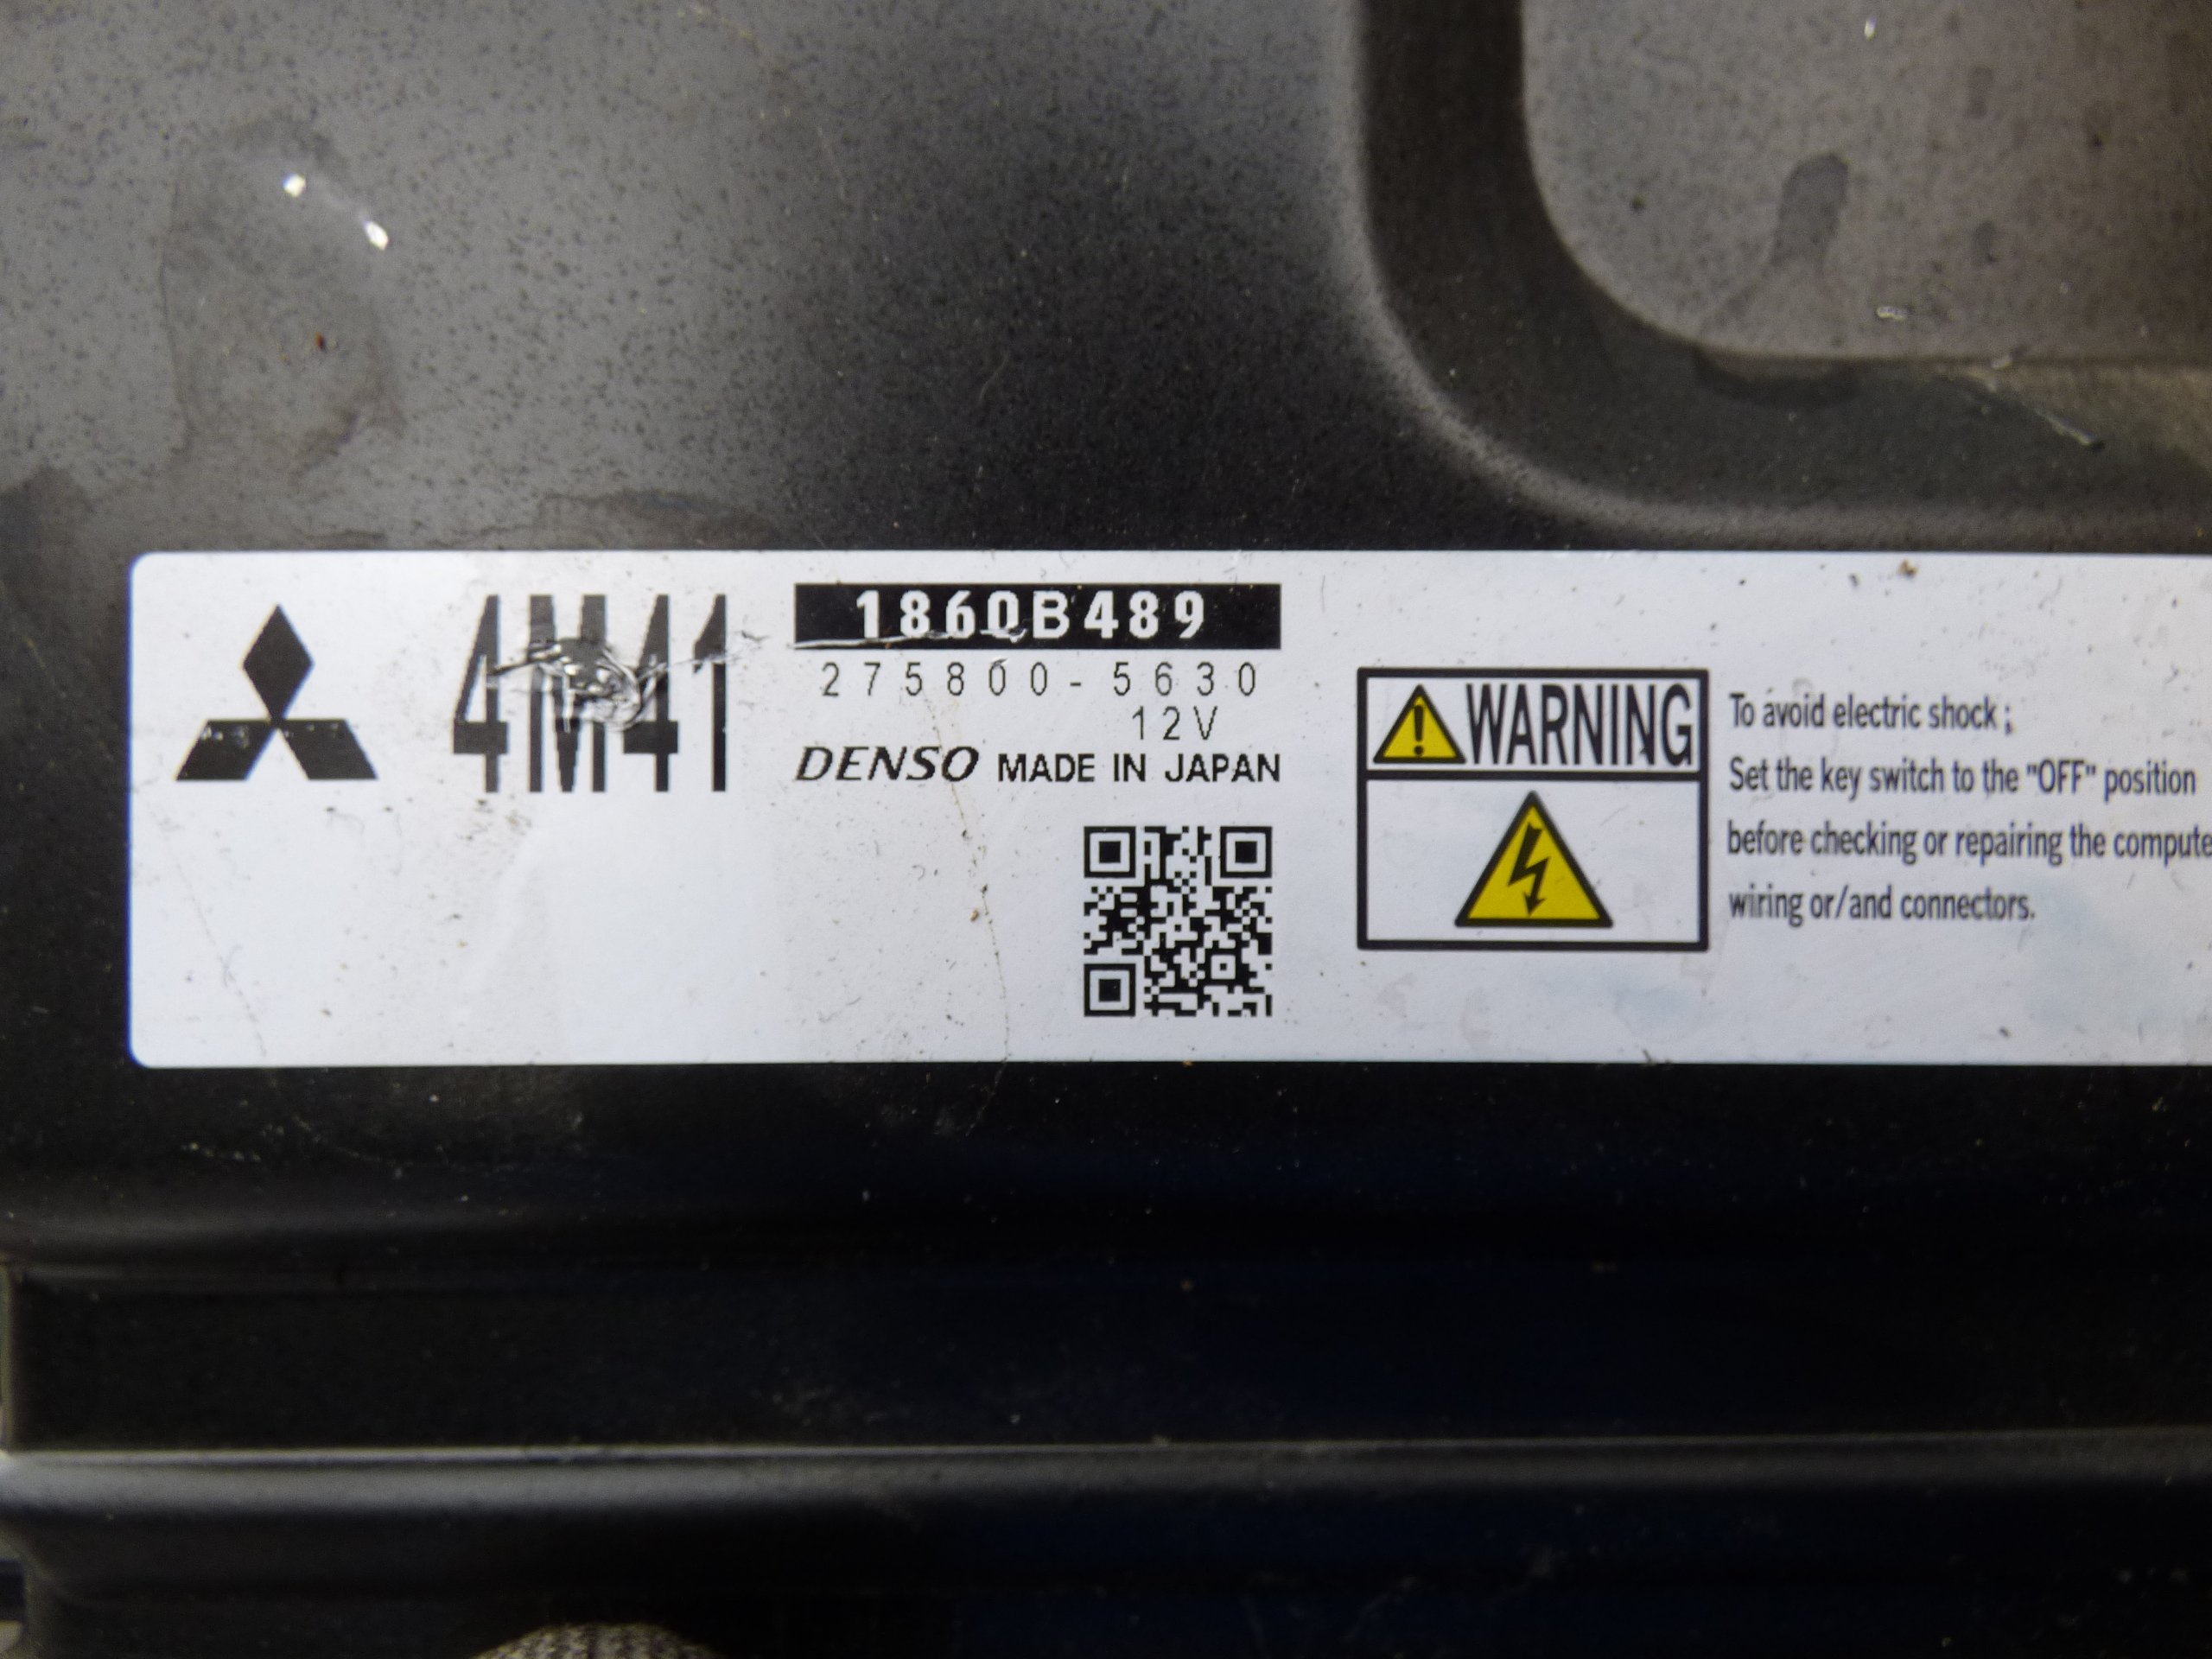 4M41
1860B489
275800-5630
12V
DENSO MADE IN JAPAN
WARNING
To avoid electric shock ;
Set the key switch to the "OFF" position
before checking or repairing the compute
wiring or/and connectors.